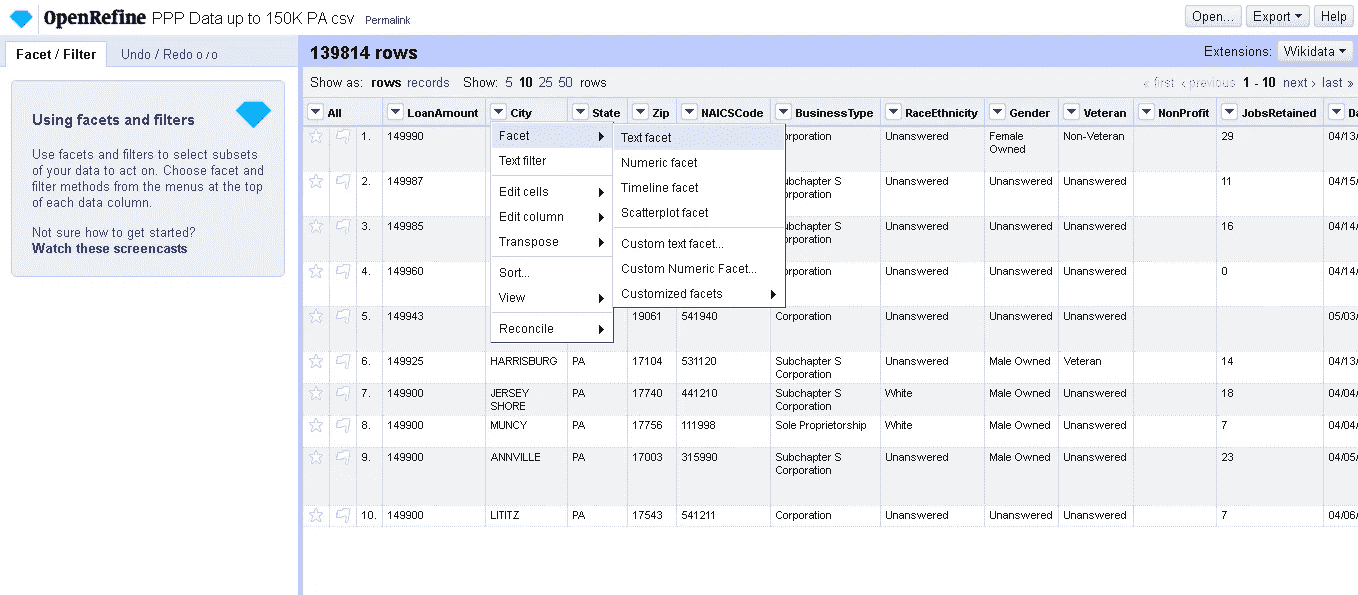 OpenRefine PPP Data up to 150K PA csv Permalink Open... Export Help
Facet / Filter Undo / Redo 0 / 0
139814 rows Extensions: Wikidata
Show as: rows records Show: 5 10 25 50 rows « first ‹ previous 1 - 10 next › last »
Using facets and filters
Use facets and filters to select subsets
of your data to act on. Choose facet and
filter methods from the menus at the top
of each data column.
Not sure how to get started?
Watch these screencasts
All LoanAmount City State Zip NAICSCode BusinessType RaceEthnicity Gender Veteran NonProfit JobsRetained Da
Facet
Text filter
Edit cells
Edit column
Transpose
Sort...
View
Reconcile
Text facet
Numeric facet
Timeline facet
Scatterplot facet
Custom text facet...
Custom Numeric Facet...
Customized facets
1. 149990 orporation Unanswered Female Non-Veteran 29 04/13/
Owned
2. 149987 ubchapter S Unanswered Unanswered Unanswered 11 04/15/
orporation
3. 149985 ubchapter S Unanswered Unanswered Unanswered 16 04/14/
orporation
4. 149960 orporation Unanswered Unanswered Unanswered 0 04/14/
5. 149943 19061 541940 Corporation Unanswered Unanswered Unanswered 05/03/
6. 149925 HARRISBURG PA 17104 531120 Subchapter S Unanswered Male Owned Veteran 14 04/13/
Corporation
7. 149900 JERSEY PA 17740 441210 Subchapter S White Male Owned Unanswered 18 04/04/
SHORE Corporation
8. 149900 MUNCY PA 17756 111998 Sole Proprietorship White Male Owned Unanswered 7 04/04/
9. 149900 ANNVILLE PA 17003 315990 Subchapter S Unanswered Male Owned Unanswered 23 04/05/
Corporation
10. 149900 LITITZ PA 17543 541211 Corporation Unanswered Unanswered Unanswered 7 04/06/